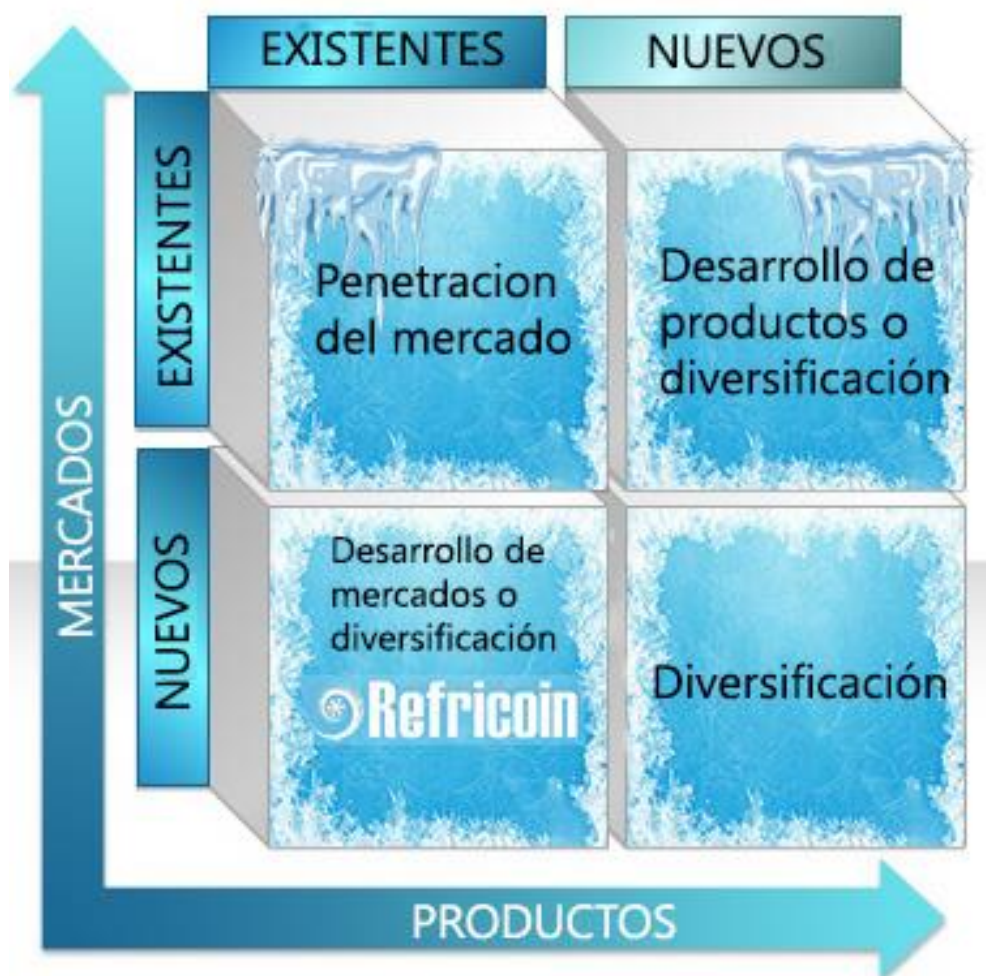 EXISTENTES
NUEVOS
EXISTENTES
Penetracion
del mercado
Desarrollo de
productos o
diversificación
MERCADOS
NUEVOS
Desarrollo de
mercados o
diversificación
Refricoin
Diversificación
PRODUCTOS